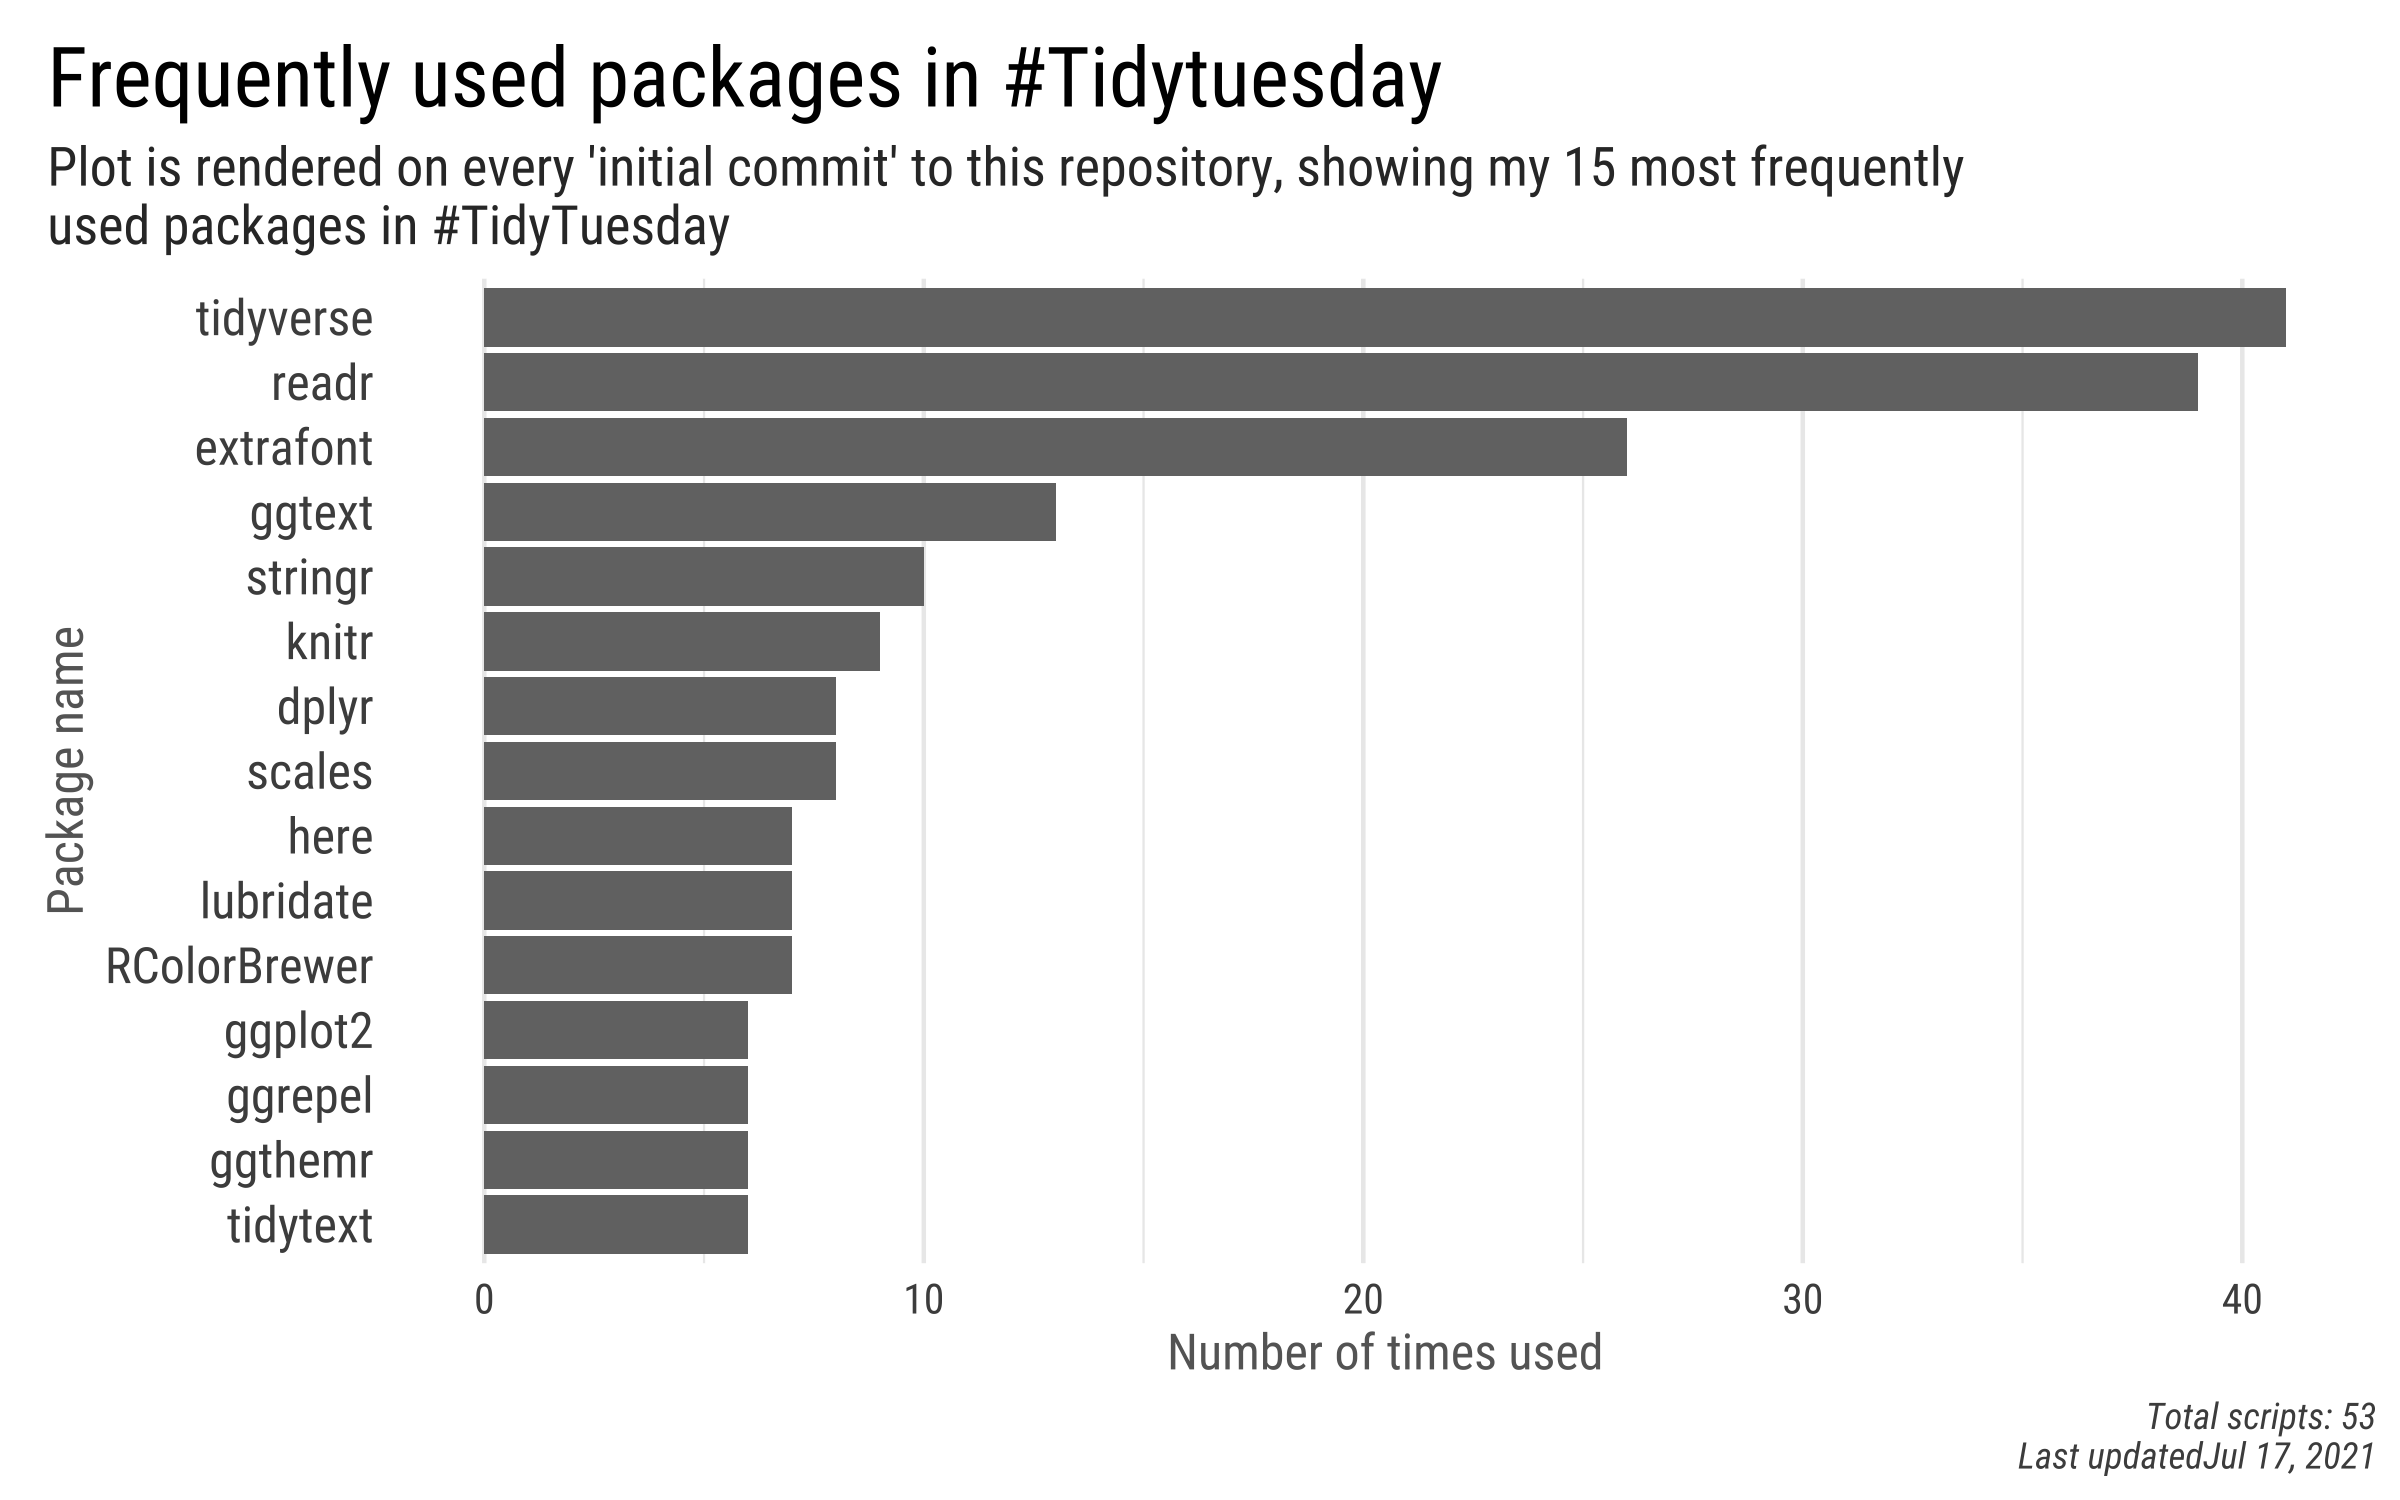 Frequently used packages in #Tidytuesday
Plot is rendered on every 'initial commit' to this repository, showing my 15 most frequently
used packages in #TidyTuesday
Package name
tidyverse
readr
extrafont
ggtext
stringr
knitr
dplyr
scales
here
lubridate
RColorBrewer
ggplot2
ggrepel
ggthemr
tidytext
0 10 20 30 40
Number of times used
Total scripts: 53
Last updatedJul 17, 2021